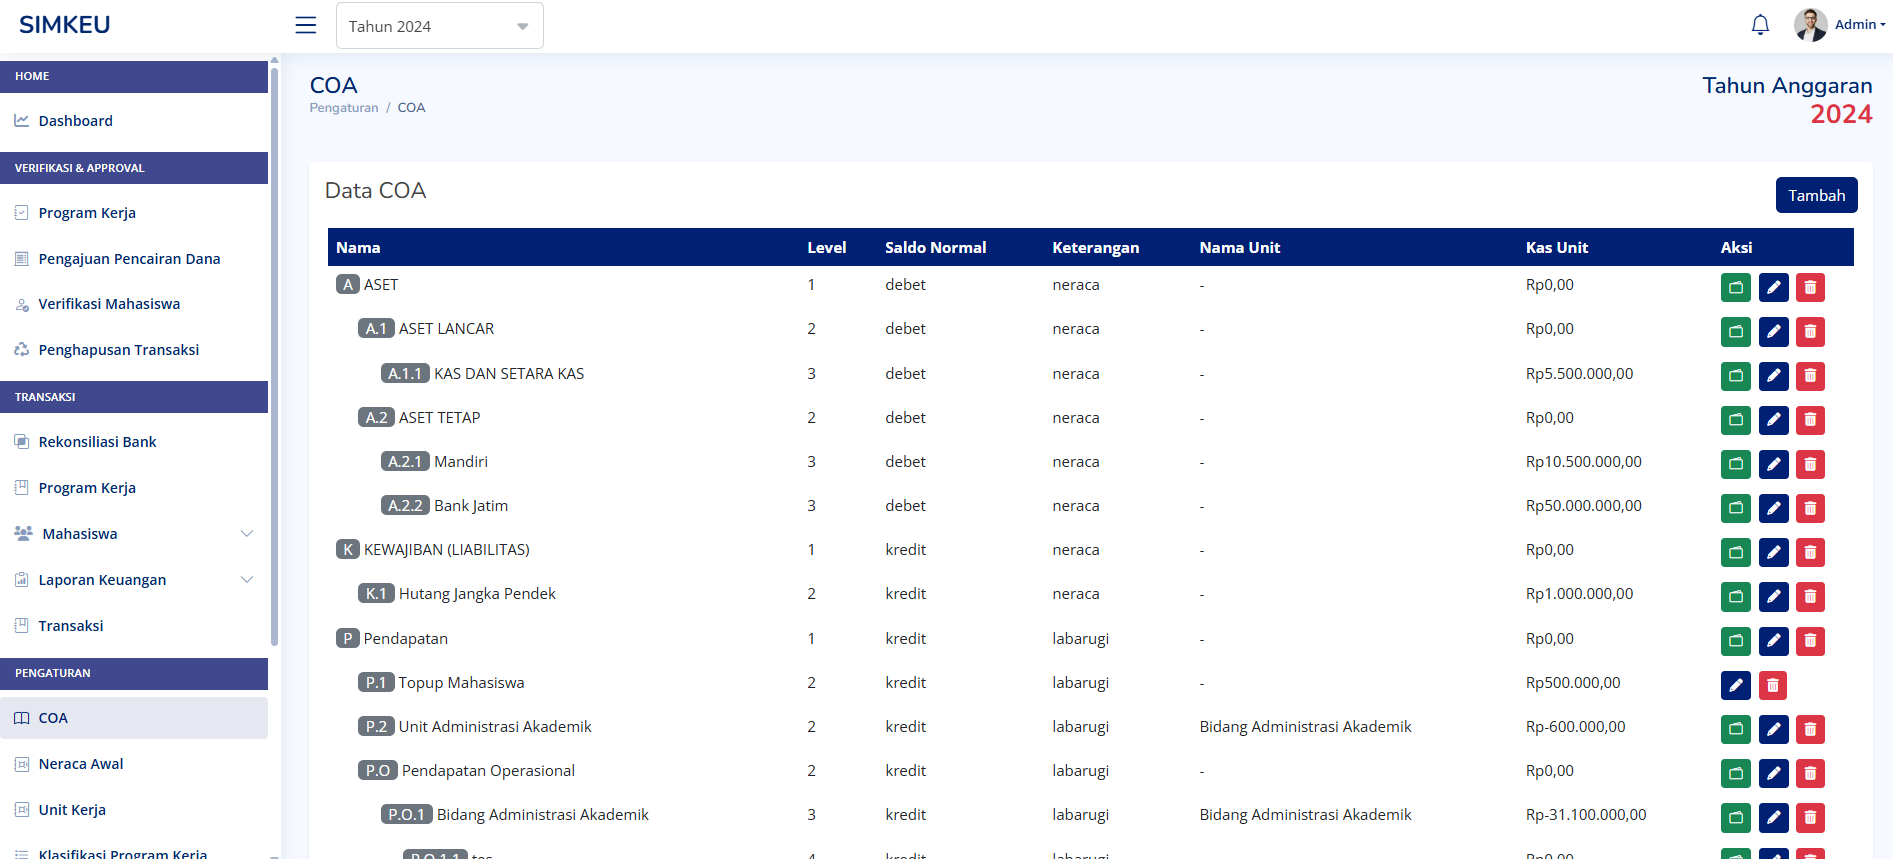 SIMKEU
Tahun 2024
Admin
HOME
Dashboard
VERIFIKASI & APPROVAL
Program Kerja
Pengajuan Pencairan Dana
Verifikasi Mahasiswa
Penghapusan Transaksi
TRANSAKSI
Rekonsiliasi Bank
Program Kerja
Mahasiswa
Laporan Keuangan
Transaksi
PENGATURAN
COA
Neraca Awal
Unit Kerja
Klasifikasi Program Kerja
COA
Pengaturan / COA
Tahun Anggaran
2024
Data COA
Tambah
Nama Level Saldo Normal Keterangan Nama Unit Kas Unit Aksi
A ASET 1 debet neraca - Rp0,00
A.1 ASET LANCAR 2 debet neraca - Rp0,00
A.1.1 KAS DAN SETARA KAS 3 debet neraca - Rp5.500.000,00
A.2 ASET TETAP 2 debet neraca - Rp0,00
A.2.1 Mandiri 3 debet neraca - Rp10.500.000,00
A.2.2 Bank Jatim 3 debet neraca - Rp50.000.000,00
K KEWAJIBAN (LIABILITAS) 1 kredit neraca - Rp0,00
K.1 Hutang Jangka Pendek 2 kredit neraca - Rp1.000.000,00
P Pendapatan 1 kredit labarugi - Rp0,00
P.1 Topup Mahasiswa 2 kredit labarugi - Rp500.000,00
P.2 Unit Administrasi Akademik 2 kredit labarugi Bidang Administrasi Akademik Rp-600.000,00
P.O Pendapatan Operasional 2 kredit labarugi - Rp0,00
P.O.1 Bidang Administrasi Akademik 3 kredit labarugi Bidang Administrasi Akademik Rp-31.100.000,00
P.O.1.1 tes 4 kredit labarugi Rp0,00